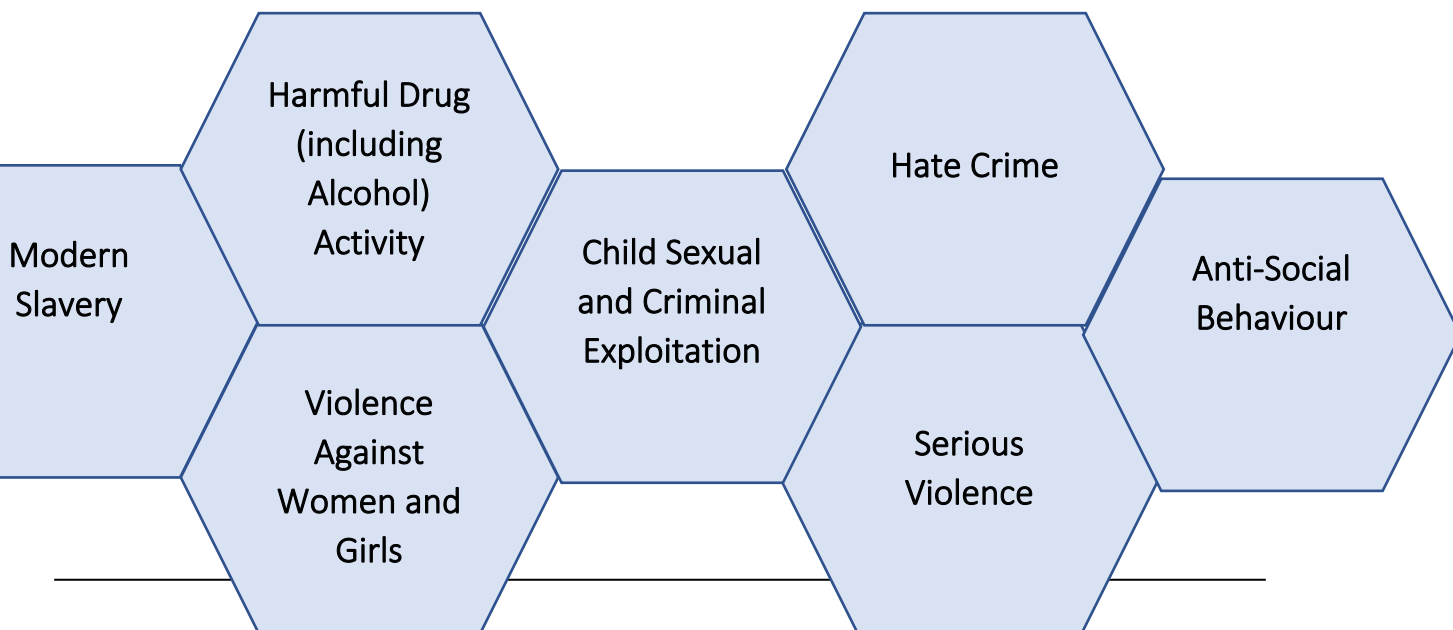 Modern
Slavery
Harmful Drug
(including
Alcohol)
Activity
Violence
Against
Women and
Girls
Child Sexual
and Criminal
Exploitation
Hate Crime
Serious
Violence
Anti-Social
Behaviour